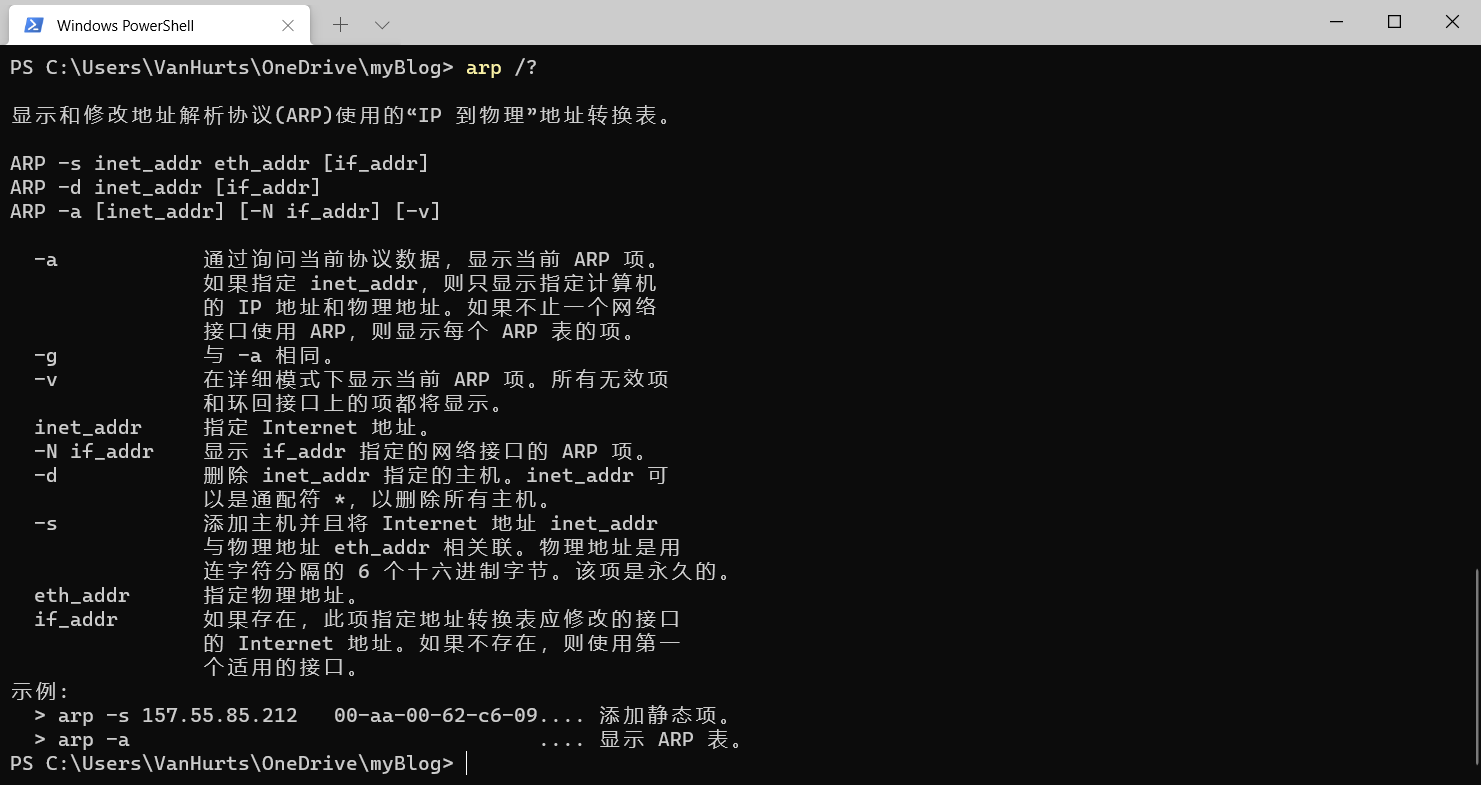 Windows PowerShell
PS C:\Users\VanHurts\OneDrive\myBlog> arp /?
显示和修改地址解析协议(ARP)使用的“IP 到物理”地址转换表。
ARP -s inet_addr eth_addr [if_addr]
ARP -d inet_addr [if_addr]
ARP -a [inet_addr] [-N if_addr] [-v]
-a 通过询问当前协议数据，显示当前 ARP 项。
如果指定 inet_addr，则只显示指定计算机
的 IP 地址和物理地址。如果不止一个网络
接口使用 ARP，则显示每个 ARP 表的项。
-g 与 -a 相同。
-v 在详细模式下显示当前 ARP 项。所有无效项
和环回接口上的项都将显示。
inet_addr 指定 Internet 地址。
-N if_addr 显示 if_addr 指定的网络接口的 ARP 项。
-d 删除 inet_addr 指定的主机。inet_addr 可
以是通配符 *，以删除所有主机。
-s 添加主机并且将 Internet 地址 inet_addr
与物理地址 eth_addr 相关联。物理地址是用
连字符分隔的 6 个十六进制字节。该项是永久的。
eth_addr 指定物理地址。
if_addr 如果存在，此项指定地址转换表应修改的接口
的 Internet 地址。如果不存在，则使用第一
个适用的接口。
示例:
> arp -s 157.55.85.212 00-aa-00-62-c6-09.... 添加静态项。
> arp -a .... 显示 ARP 表。
PS C:\Users\VanHurts\OneDrive\myBlog>